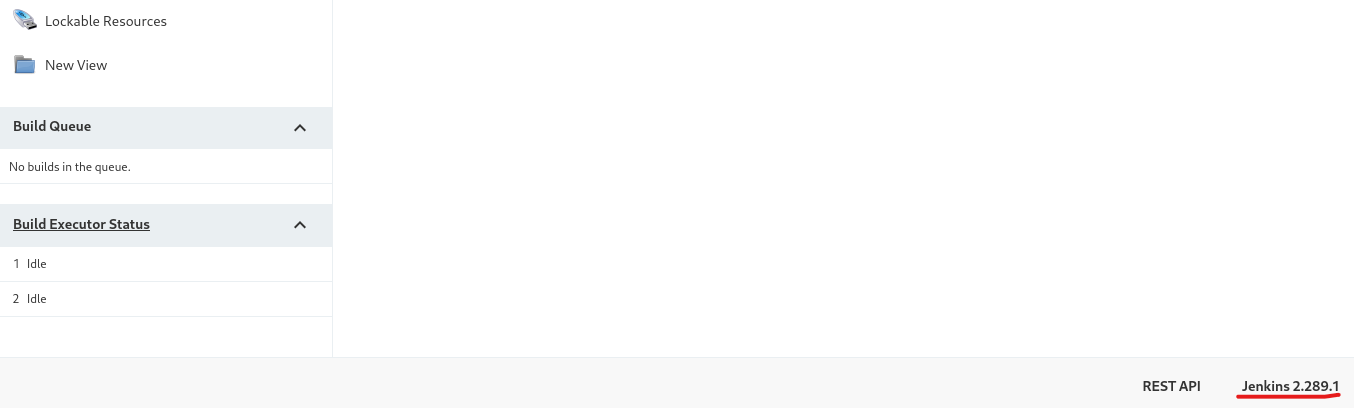 Lockable Resources
New View
Build Queue
No builds in the queue.
Build Executor Status
1 Idle
2 Idle
REST API Jenkins 2.289.1